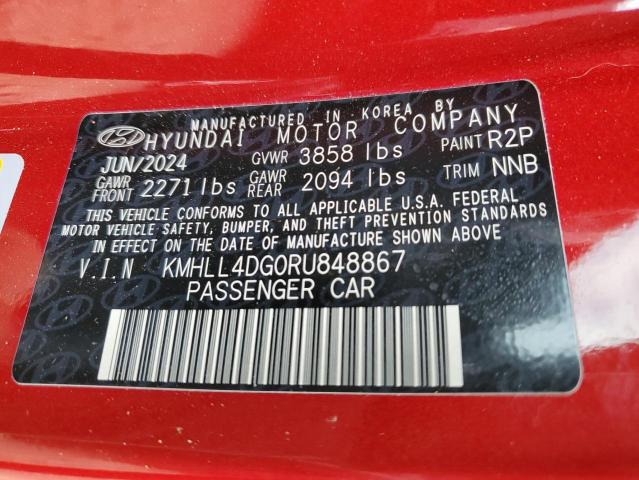 MANUFACTURED IN KOREA BY
HYUNDAI MOTOR COMPANY
JUN/2024 GVWR 3858 lbs PAINT R2P
GAWR FRONT 2271 lbs GAWR REAR 2094 lbs TRIM NNB
THIS VEHICLE CONFORMS TO ALL APPLICABLE U.S.A. FEDERAL
MOTOR VEHICLE SAFETY, BUMPER, AND THEFT PREVENTION STANDARDS
IN EFFECT ON THE DATE OF MANUFACTURE SHOWN ABOVE.
V.I.N KMHLL4DG0RU848867
PASSENGER CAR